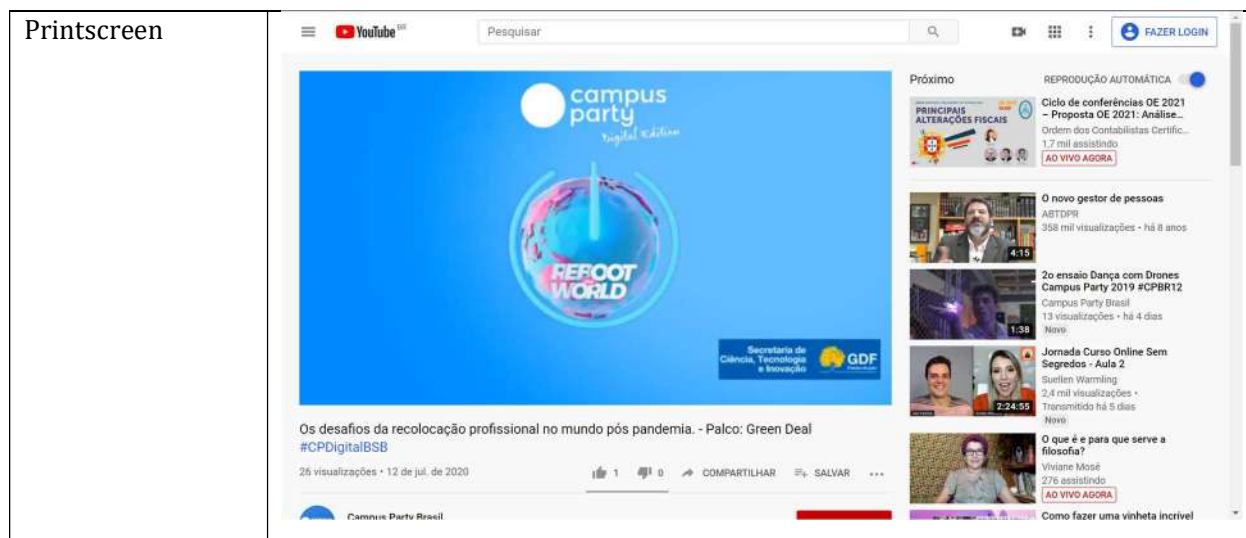 Printscreen
YouTube BR
Pesquisar
FAZER LOGIN
campus
party
Digital Edition
REBOOT
WORLD
Secretaria de
Ciência, Tecnologia
e Inovação
GDF
Os desafios da recolocação profissional no mundo pós pandemia. - Palco: Green Deal
#CPDigitalBSB
26 visualizações • 12 de jul. de 2020
1
0
COMPARTILHAR
SALVAR
Campus Party Brasil
Próximo
REPRODUÇÃO AUTOMÁTICA
PRINCIPAIS
ALTERAÇÕES FISCAIS
Ciclo de conferências OE 2021
– Proposta OE 2021: Análise...
Ordem dos Contabilistas Certific...
1,7 mil assistindo
AO VIVO AGORA
4:15
O novo gestor de pessoas
ABTDPR
358 mil visualizações • há 8 anos
1:38
2o ensaio Dança com Drones
Campus Party 2019 #CPBR12
Campus Party Brasil
13 visualizações • há 4 dias
Novo
2:24:55
Jornada Curso Online Sem
Segredos - Aula 2
Suellen Warmling
2,4 mil visualizações •
Transmitido há 5 dias
Novo
O que é e para que serve a
filosofia?
Viviane Mosé
276 assistindo
AO VIVO AGORA
Como fazer uma vinheta incrível